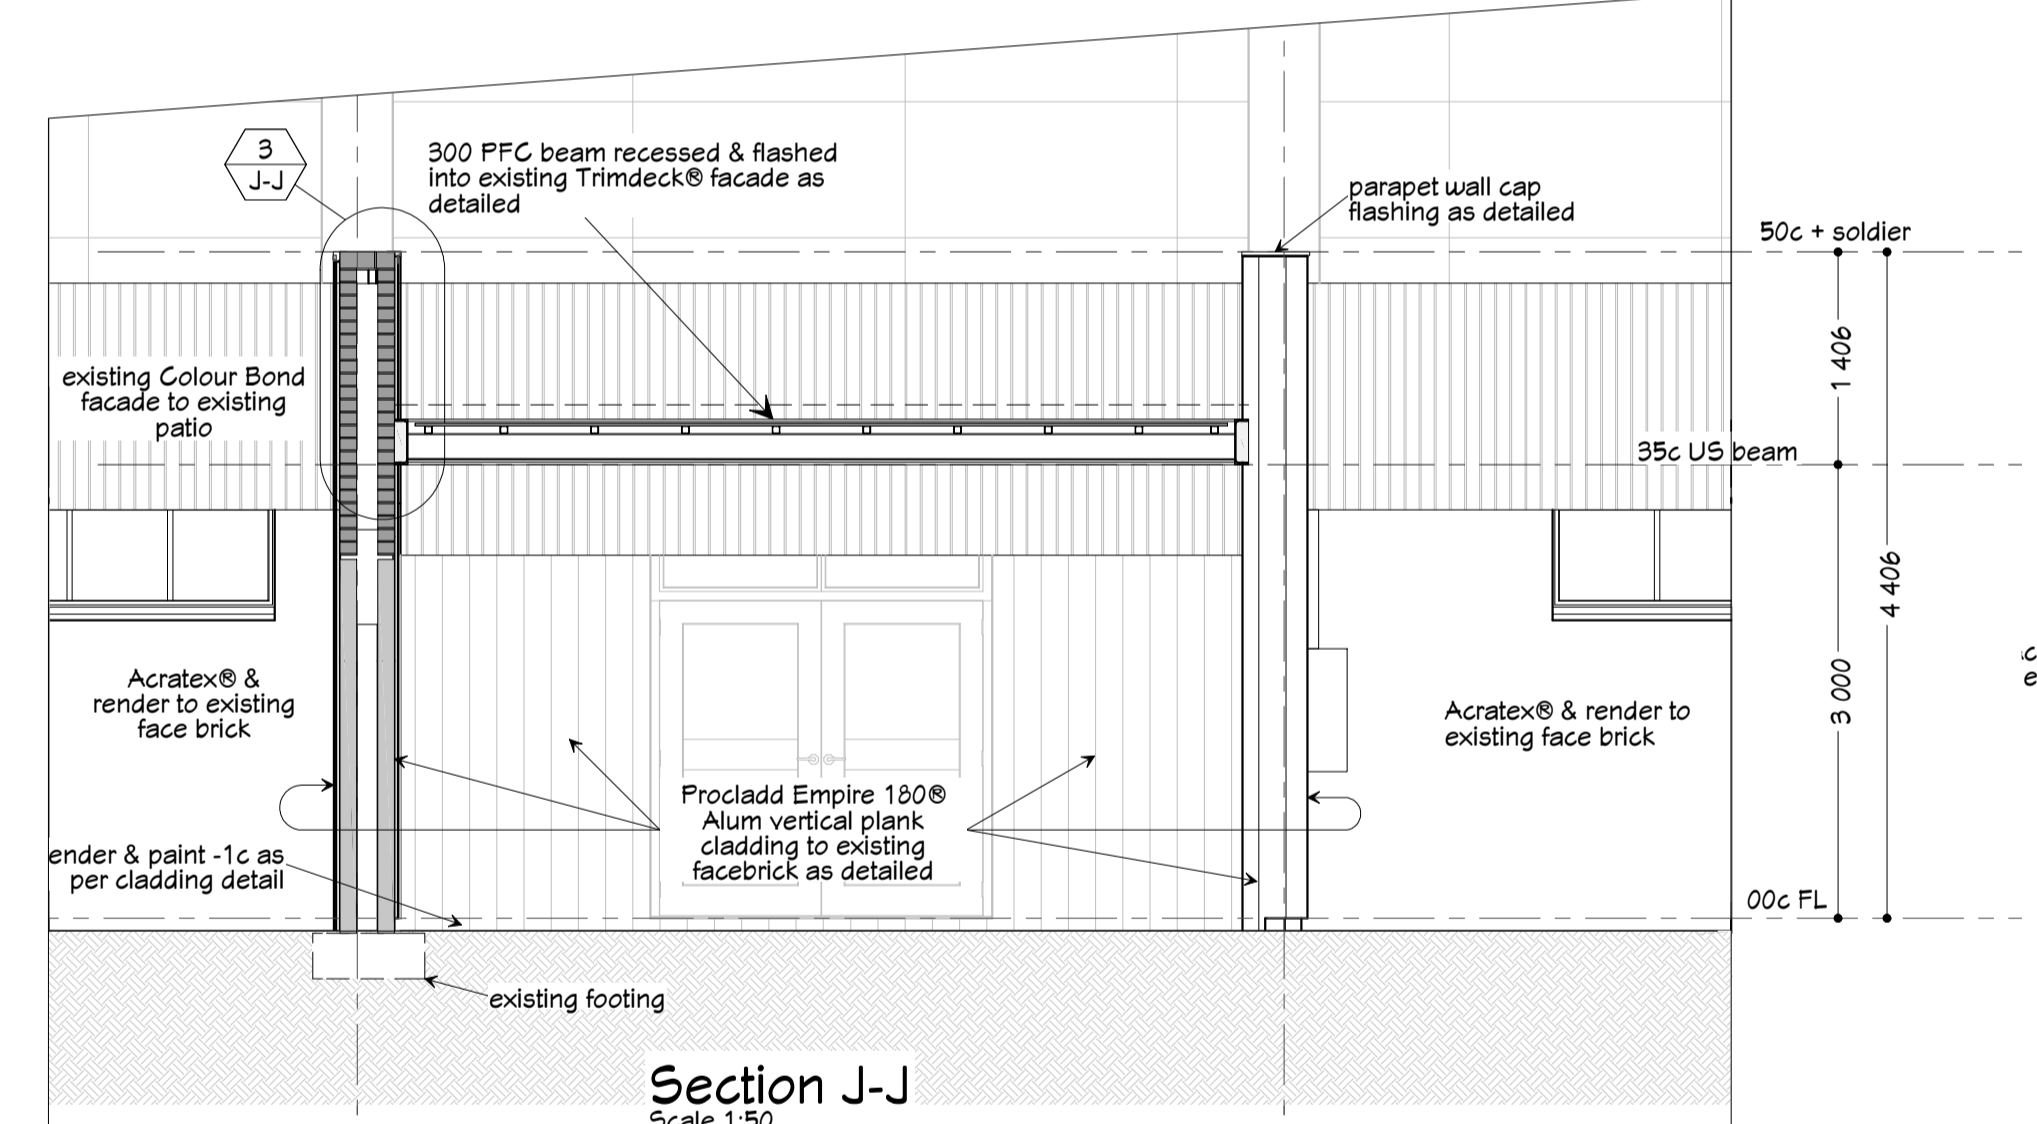 3
J-J
300 PFC beam recessed & flashed
into existing Trimdeck® facade as
detailed
parapet wall cap
flashing as detailed
50c + soldier
1 406
existing Colour Bond
facade to existing
patio
35c US beam
4 406
3 000
Acratex® &
render to existing
face brick
Acratex® & render to
existing face brick
Procladd Empire 180®
Alum vertical plank
cladding to existing
facebrick as detailed
ender & paint -1c as
per cladding detail
00c FL
existing footing
Section J-J
Scale 1:50